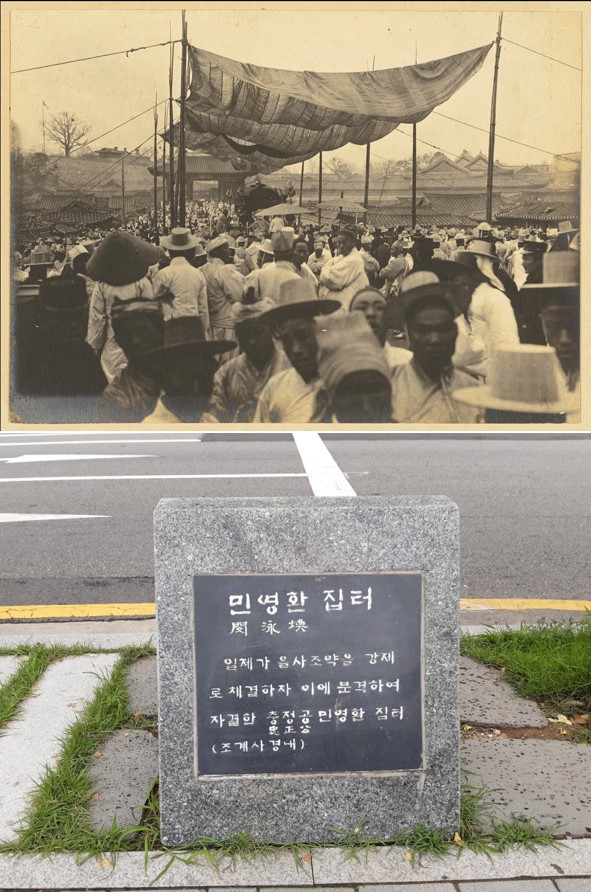 민영환 집터
閔泳煥
일제가 을사조약을 강제
로 체결하자 이에 분격하여
자결한 충정공 민영환 집터
忠正公
(조계사경내)